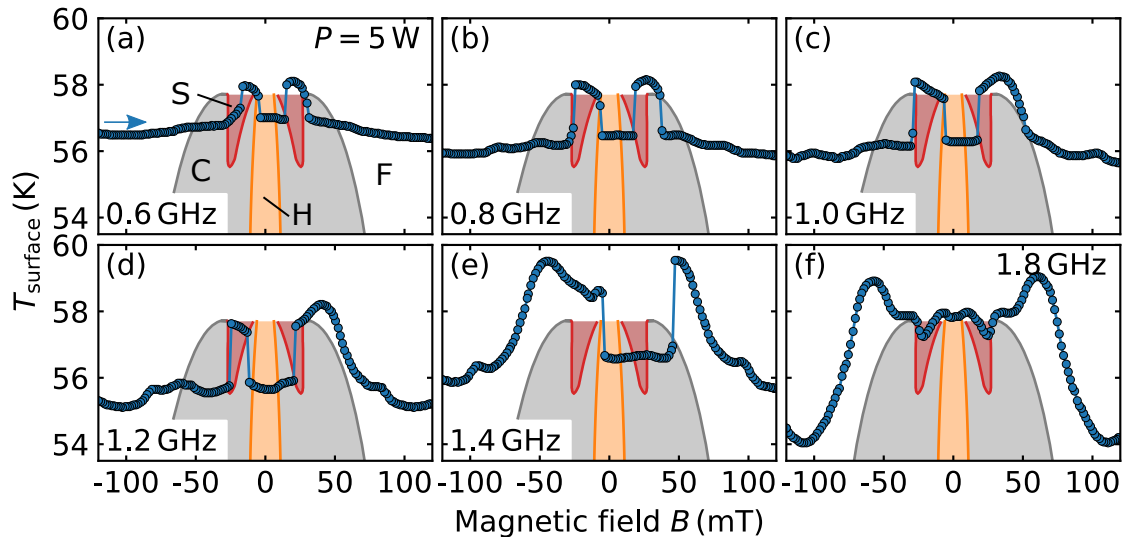 (a) P = 5 W
S
C
F
H
0.6 GHz
(b)
0.8 GHz
(c)
1.0 GHz
60
58
56
54
T_surface (K)
(d)
1.2 GHz
(e)
1.4 GHz
(f) 1.8 GHz
60
58
56
54
-100 -50 0 50 100 -100 -50 0 50 100 -100 -50 0 50 100
Magnetic field B (mT)